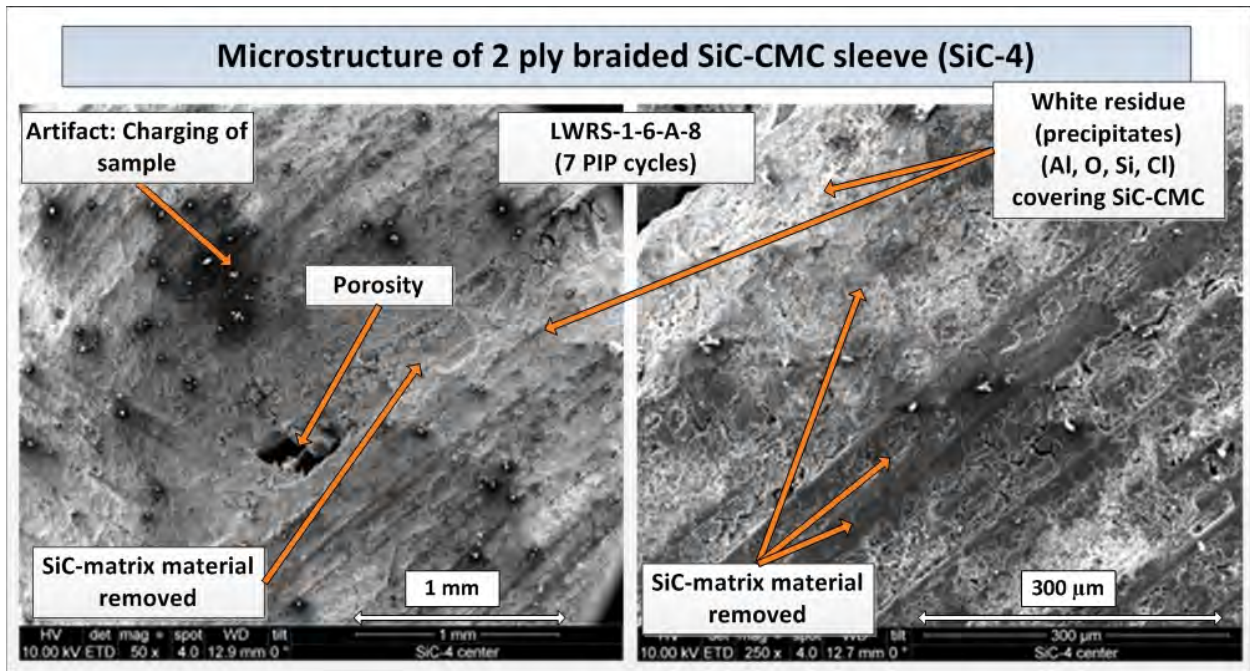 Microstructure of 2 ply braided SiC-CMC sleeve (SiC-4)
Artifact: Charging of
sample
LWRS-1-6-A-8
(7 PIP cycles)
White residue
(precipitates)
(Al, O, Si, Cl)
covering SiC-CMC
Porosity
SiC-matrix material
removed
1 mm
SiC-matrix material
removed
300 µm
HV det mag = spot WD tilt 1 mm
10.00 kV ETD 50 x 4.0 12.9 mm 0 ° SiC-4 center
HV mag = spot WD tilt 300 µm
10.00 kV ETD 250 x 4.0 12.7 mm 0 ° SiC-4 center